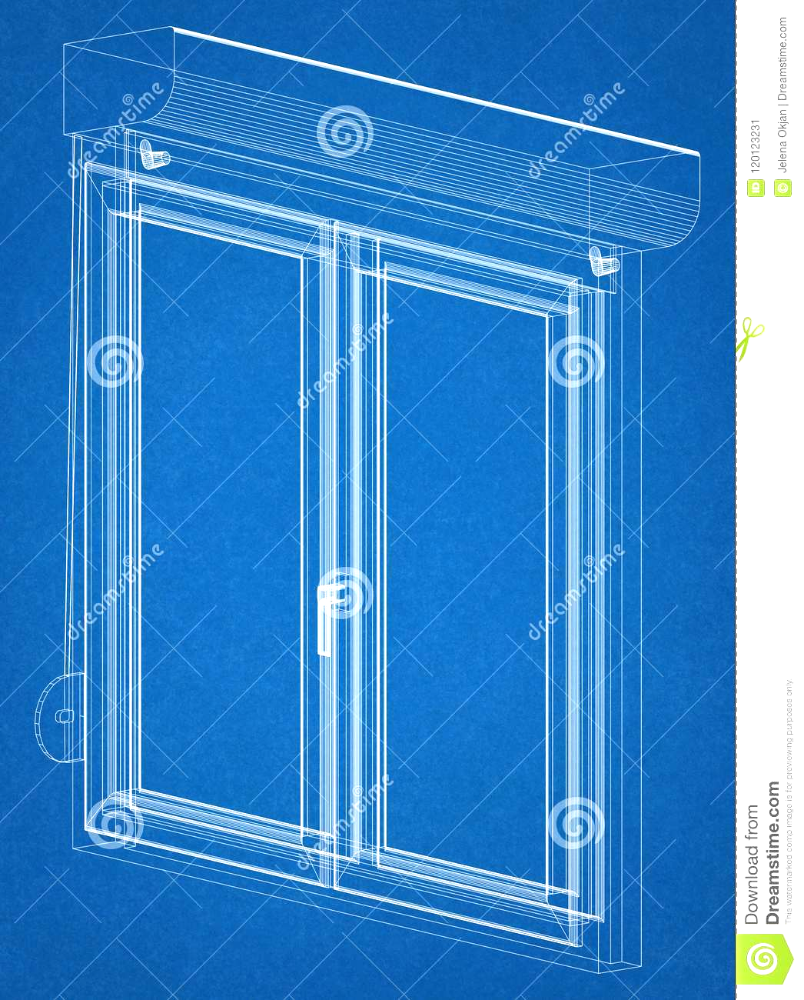 dreamstime
dreamstime
dreamstime
dreamstime
dreamstime
dreamstime
ID 120123231
© Jelena Okjan | Dreamstime.com
Download from
Dreamstime.com
This watermarked comp image is for previewing purposes only.